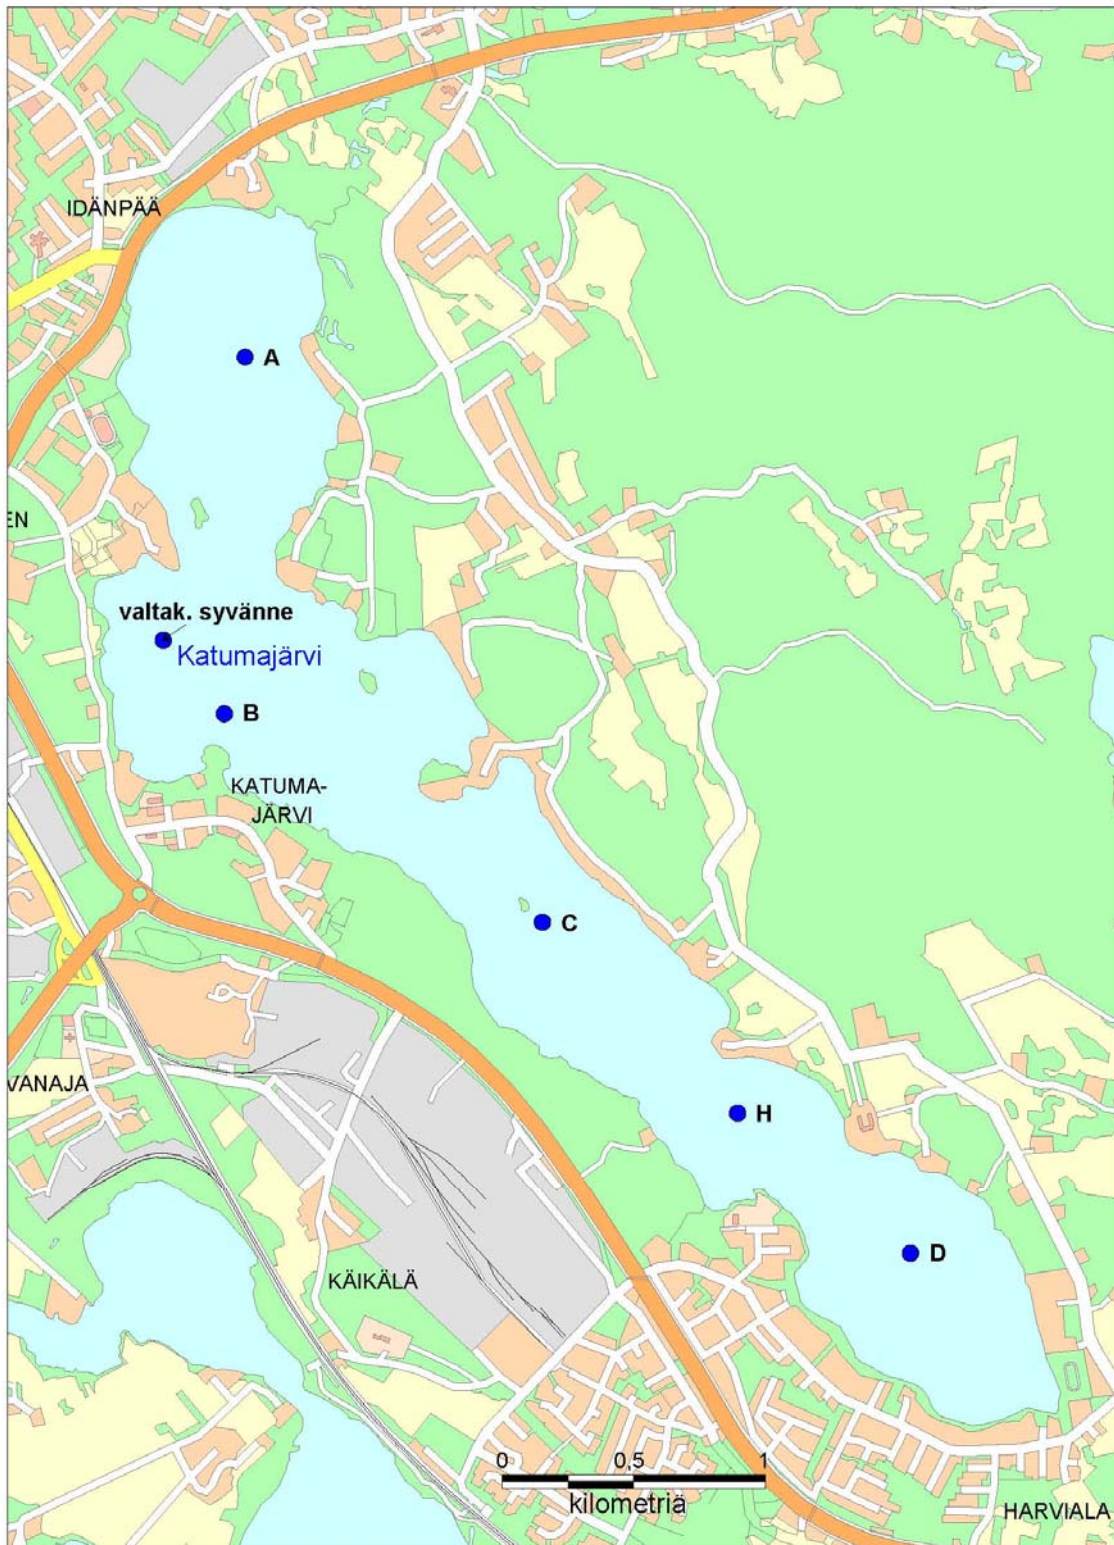 IDÄNPÄÄ
A
EN
valtak. syvänne
Katumajärvi
B
KATUMA-
JÄRVI
C
VANAJA
H
D
KÄIKÄLÄ
0 0,5 1
kilometriä
HARVIALA